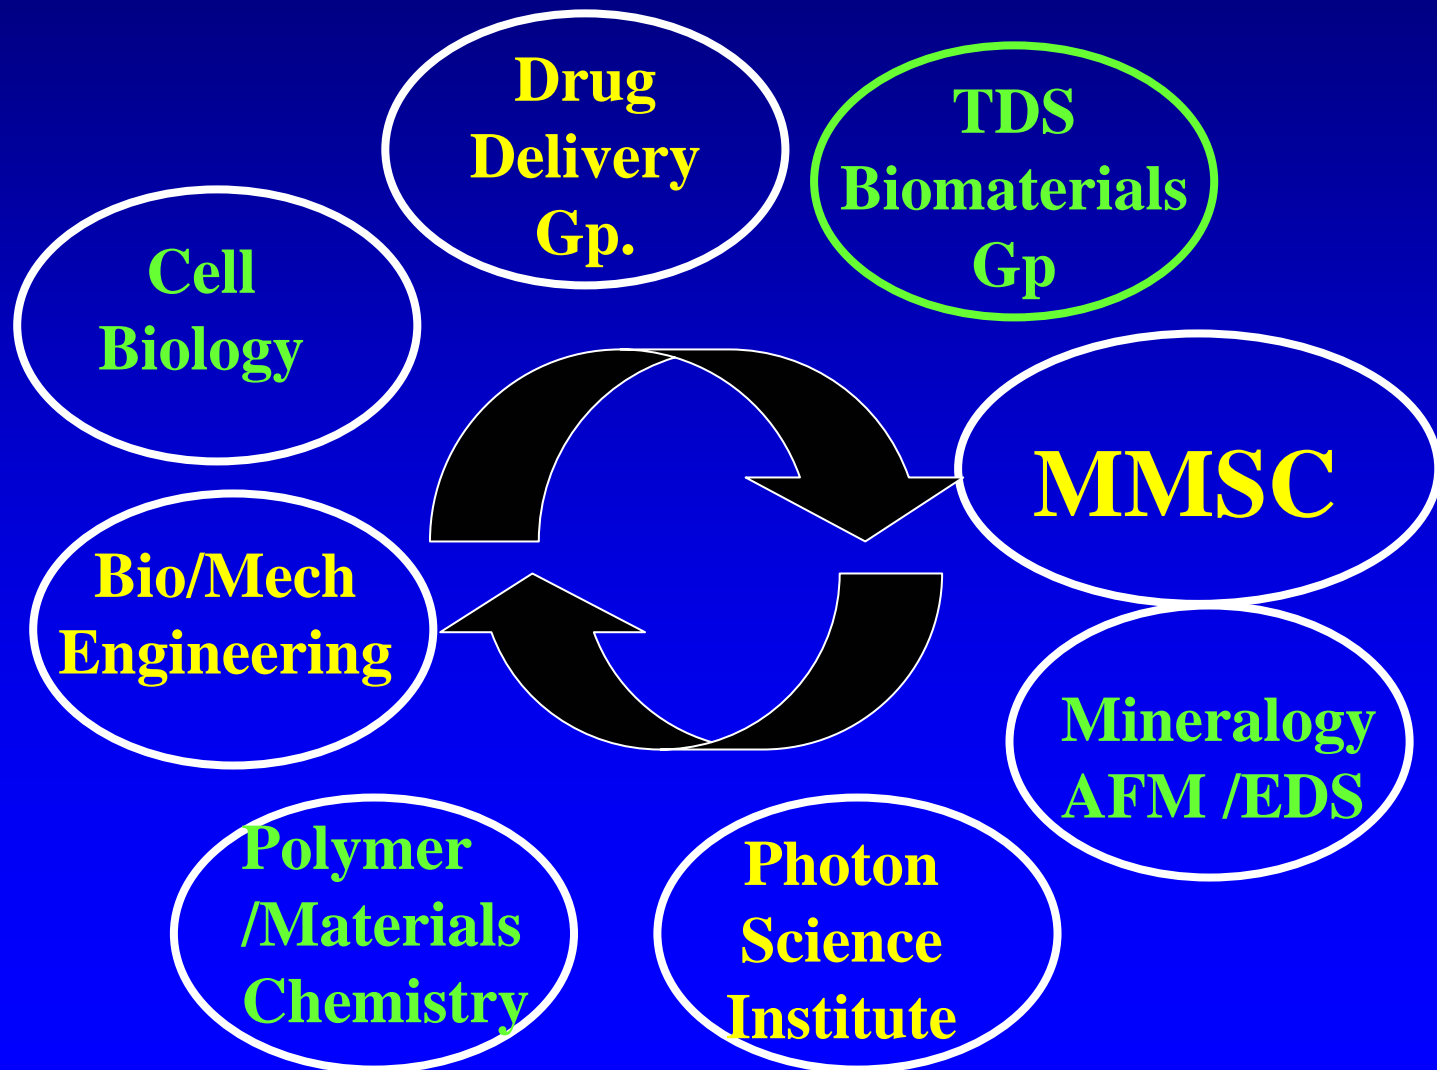 Drug
Delivery
Gp.
TDS
Biomaterials
Gp
Cell
Biology
MMSC
Bio/Mech
Engineering
Mineralogy
AFM /EDS
Polymer
/Materials
Chemistry
Photon
Science
Institute